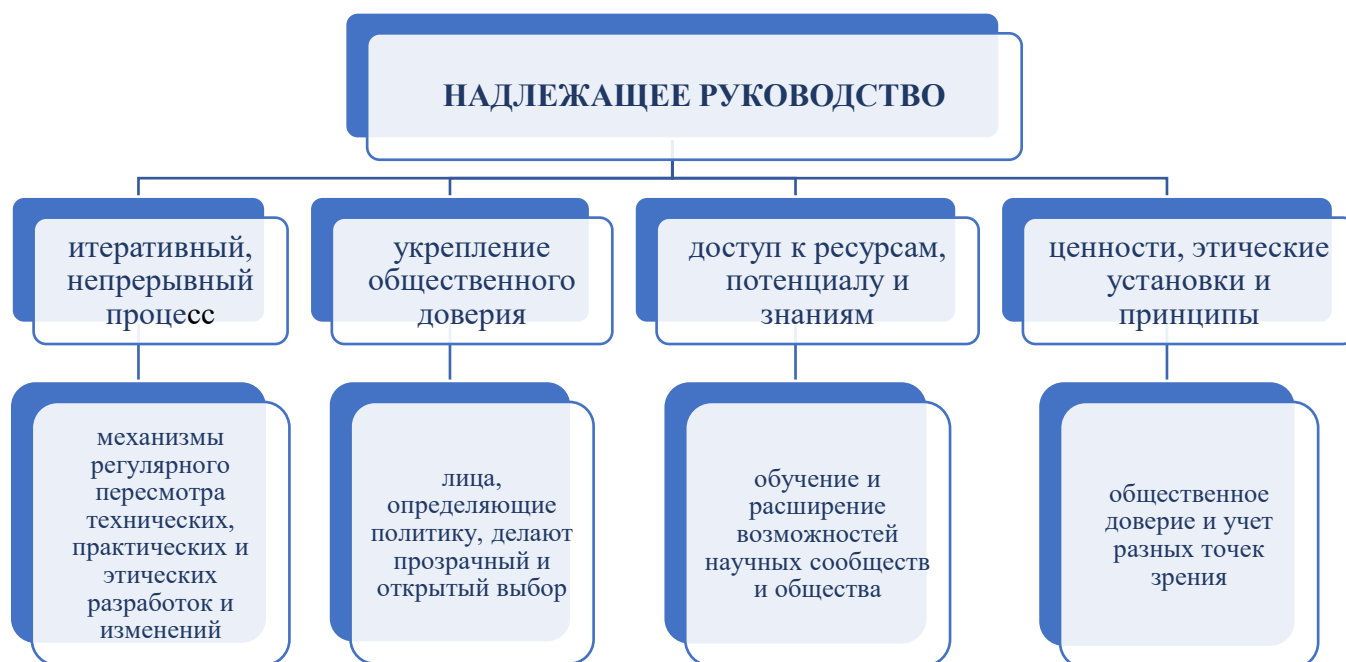 НАДЛЕЖАЩЕЕ РУКОВОДСТВО
итеративный,
непрерывный
процесс
укрепление
общественного
доверия
доступ к ресурсам,
потенциалу и
знаниям
ценности, этические
установки и
принципы
механизмы
регулярного
пересмотра
технических,
практических и
этических
разработок и
изменений
лица,
определяющие
политику, делают
прозрачный и
открытый выбор
обучение и
расширение
возможностей
научных сообществ
и общества
общественное
доверие и учет
разных точек
зрения